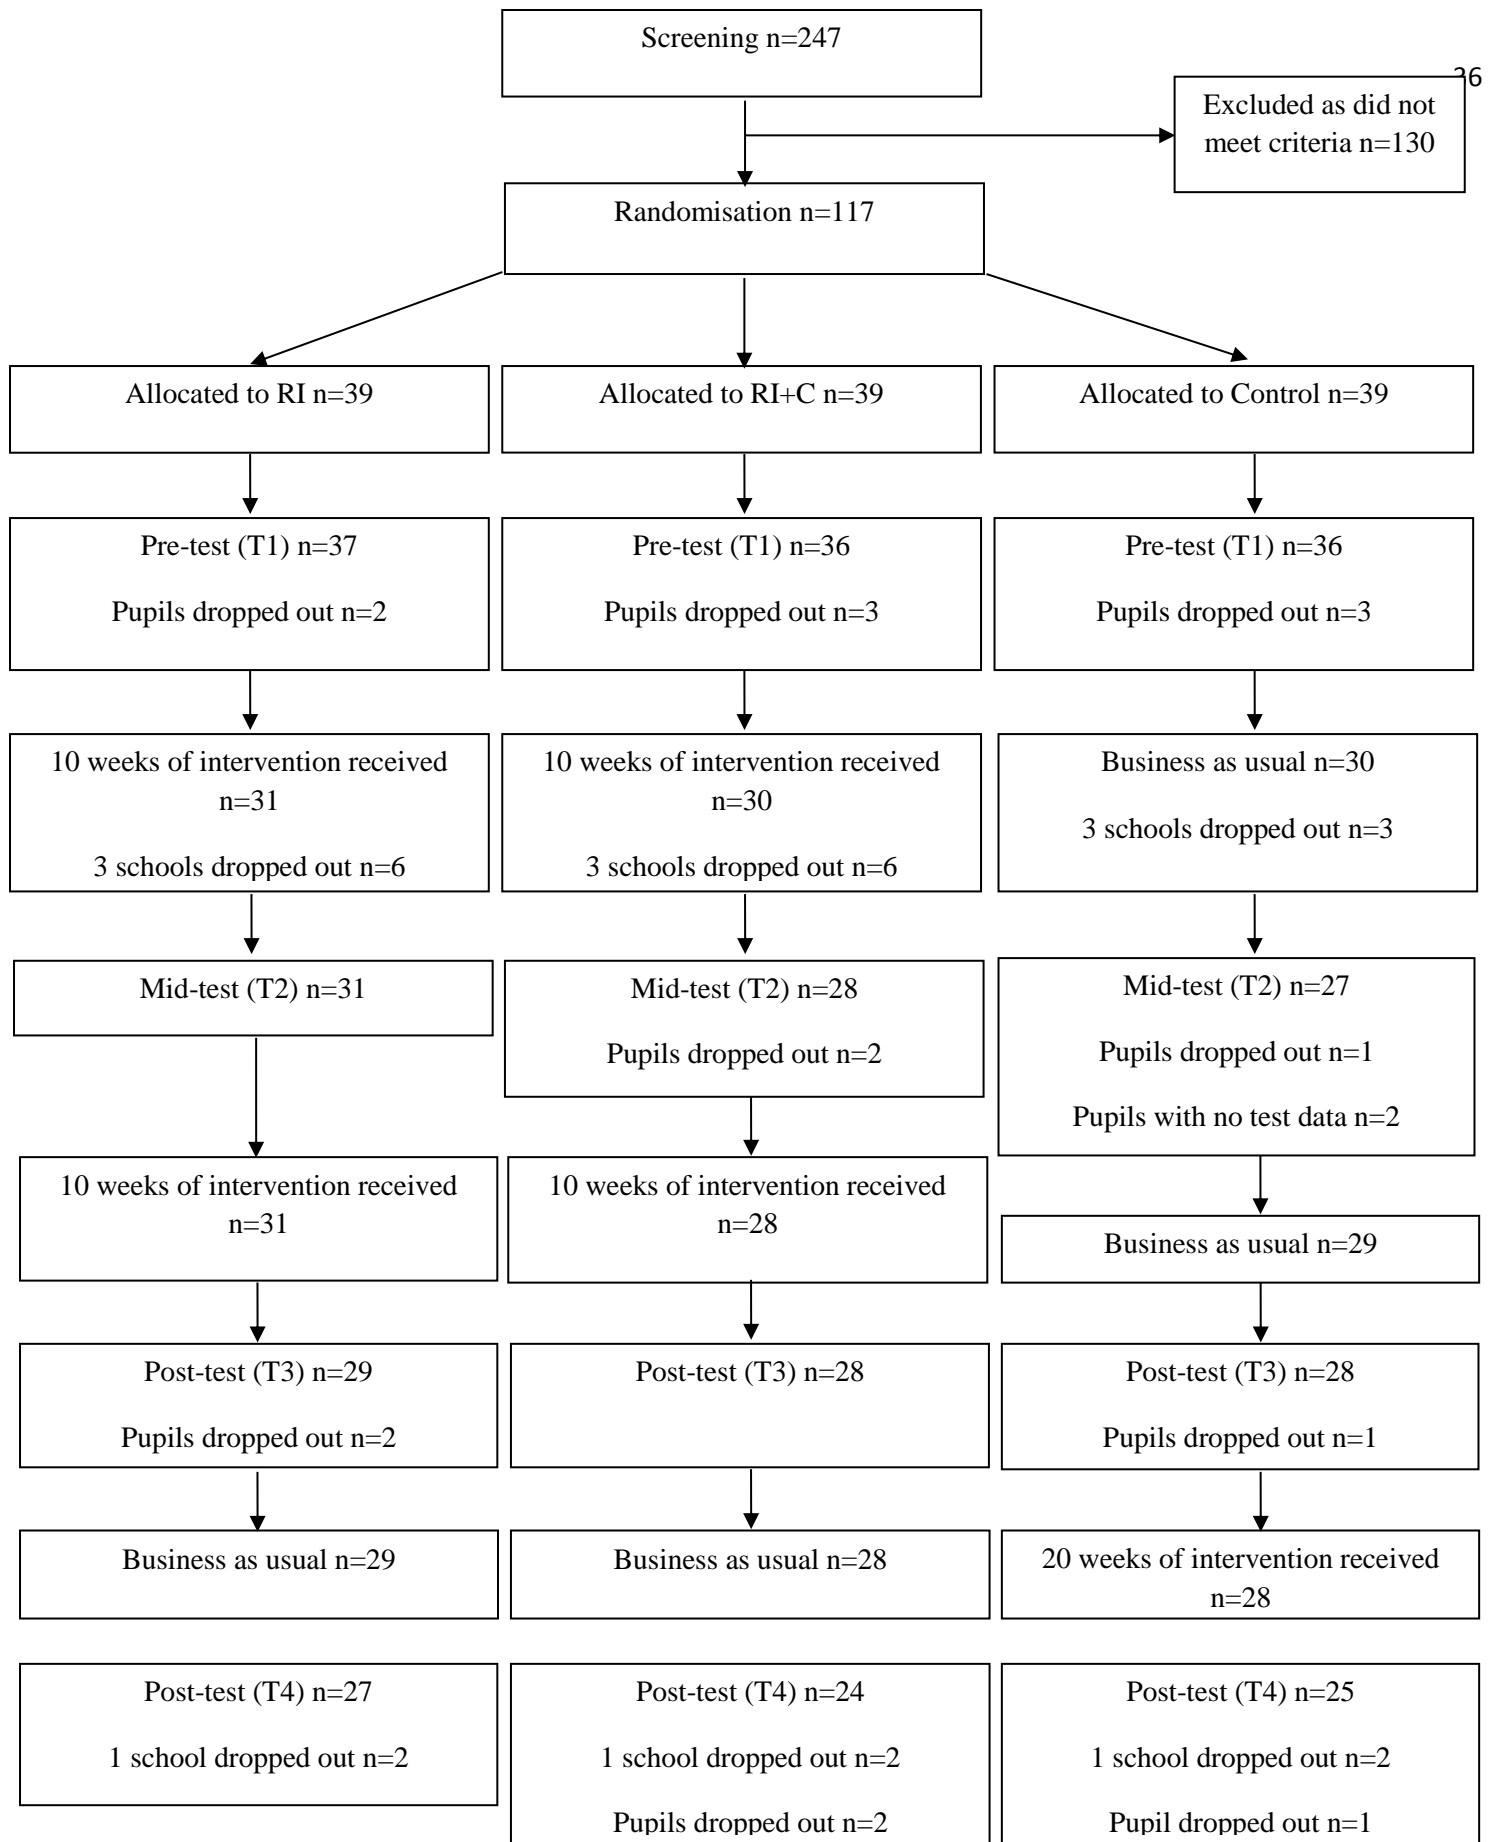 Screening n=247
36
Excluded as did not
meet criteria n=130
Randomisation n=117
Allocated to RI n=39
Allocated to RI+C n=39
Allocated to Control n=39
Pre-test (T1) n=37
Pupils dropped out n=2
Pre-test (T1) n=36
Pupils dropped out n=3
Pre-test (T1) n=36
Pupils dropped out n=3
10 weeks of intervention received
n=31
3 schools dropped out n=6
10 weeks of intervention received
n=30
3 schools dropped out n=6
Business as usual n=30
3 schools dropped out n=3
Mid-test (T2) n=31
Mid-test (T2) n=28
Pupils dropped out n=2
Mid-test (T2) n=27
Pupils dropped out n=1
Pupils with no test data n=2
10 weeks of intervention received
n=31
10 weeks of intervention received
n=28
Business as usual n=29
Post-test (T3) n=29
Pupils dropped out n=2
Post-test (T3) n=28
Post-test (T3) n=28
Pupils dropped out n=1
Business as usual n=29
Business as usual n=28
20 weeks of intervention received
n=28
Post-test (T4) n=27
1 school dropped out n=2
Post-test (T4) n=24
1 school dropped out n=2
Pupils dropped out n=2
Post-test (T4) n=25
1 school dropped out n=2
Pupil dropped out n=1